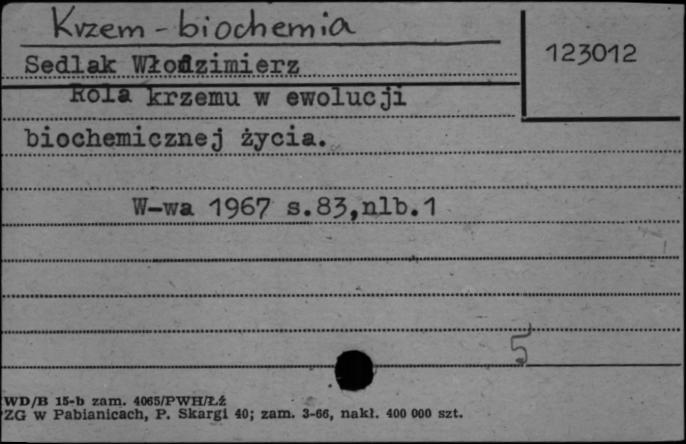 Krzem - biochemia
123012
Sedlak Włodzimierz
Rola krzemu w ewolucji
biochemicznej życia.
W-wa 1967 s.83,nlb.1
5
WD/B 15-b zam. 4065/PWH/Łź
ZG w Pabianicach, P. Skargi 40; zam. 3-66, nakł. 400 000 szt.